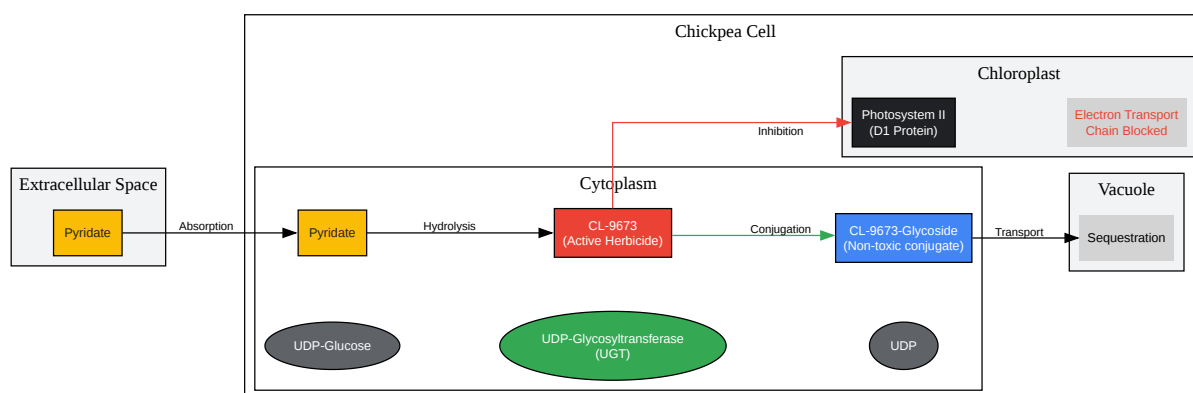 Chickpea Cell
Chloroplast
Photosystem II
(D1 Protein)
Electron Transport
Chain Blocked
Inhibition
Extracellular Space
Pyridate
Absorption
Cytoplasm
Pyridate
Hydrolysis
CL-9673
(Active Herbicide)
Conjugation
CL-9673-Glycoside
(Non-toxic conjugate)
Transport
Vacuole
Sequestration
UDP-Glucose
UDP-Glycosyltransferase
(UGT)
UDP